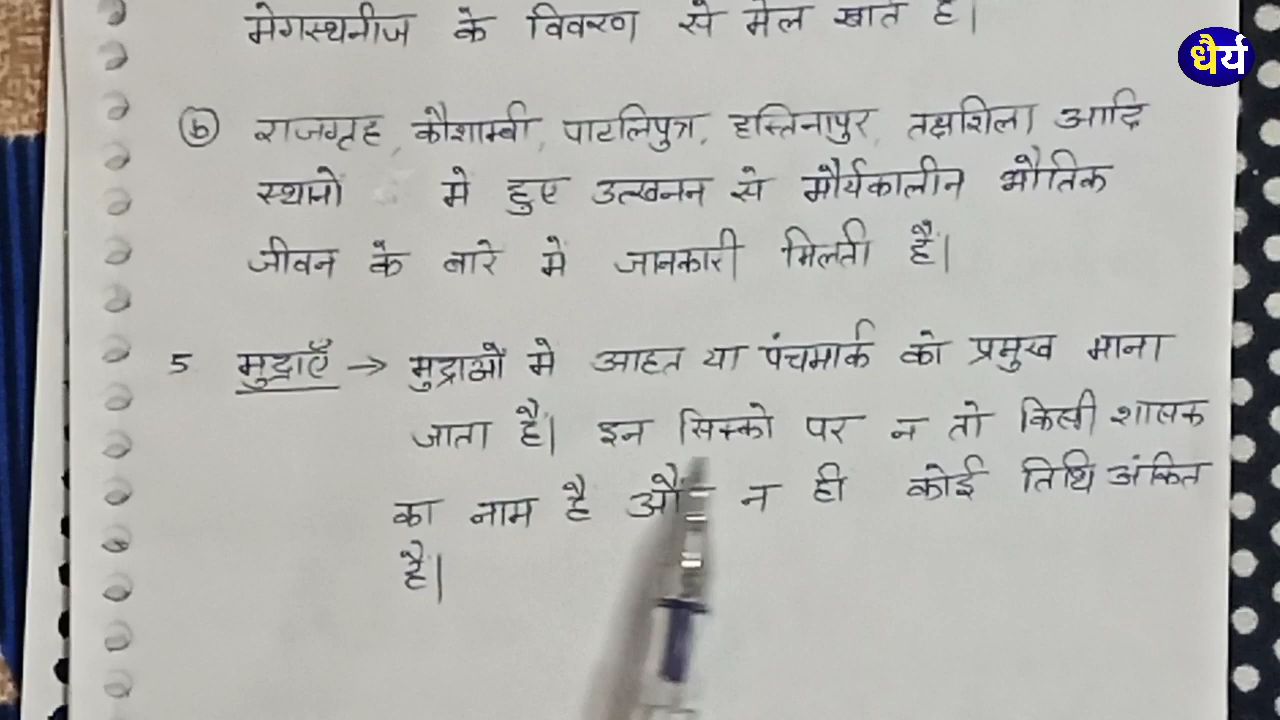 मेगस्थनीज के विवरण से मेल खाते है।
धैर्य
(b) राजगृह, कौशाम्बी, पाटलिपुत्र, हस्तिनापुर, तक्षशिला आदि
स्थानो में हुए उत्खनन से मौर्यकालीन भौतिक
जीवन के बारे में जानकारी मिलती है।
5 मुद्राएँ → मुद्राओं मे आहत या पंचमार्क को प्रमुख माना
जाता है। इन सिक्को पर न तो किसी शासक
का नाम है और न ही कोई तिथि अंकित
है।